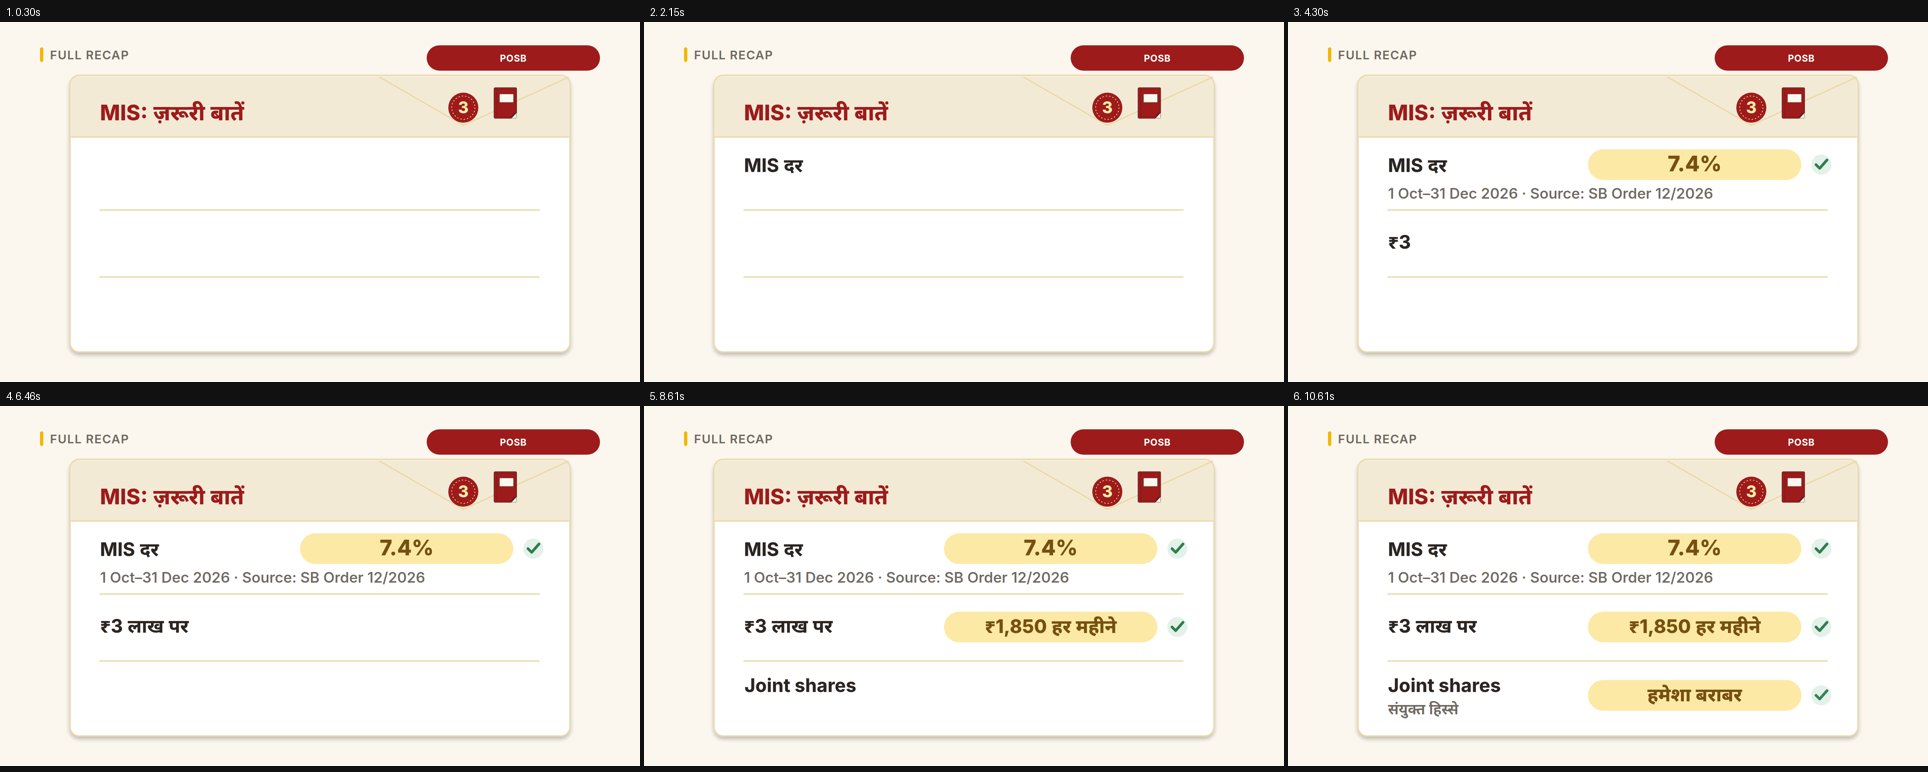 1. 0.30s
FULL RECAP
POSB
MIS: ज़रूरी बातें
3
2. 2.15s
FULL RECAP
POSB
MIS: ज़रूरी बातें
3
MIS दर
3. 4.30s
FULL RECAP
POSB
MIS: ज़रूरी बातें
3
MIS दर
7.4%
1 Oct–31 Dec 2026 · Source: SB Order 12/2026
₹3
4. 6.46s
FULL RECAP
POSB
MIS: ज़रूरी बातें
3
MIS दर
7.4%
1 Oct–31 Dec 2026 · Source: SB Order 12/2026
₹3 लाख पर
5. 8.61s
FULL RECAP
POSB
MIS: ज़रूरी बातें
3
MIS दर
7.4%
1 Oct–31 Dec 2026 · Source: SB Order 12/2026
₹3 लाख पर
₹1,850 हर महीने
Joint shares
6. 10.61s
FULL RECAP
POSB
MIS: ज़रूरी बातें
3
MIS दर
7.4%
1 Oct–31 Dec 2026 · Source: SB Order 12/2026
₹3 लाख पर
₹1,850 हर महीने
Joint shares
हमेशा बराबर
संयुक्त हिस्से